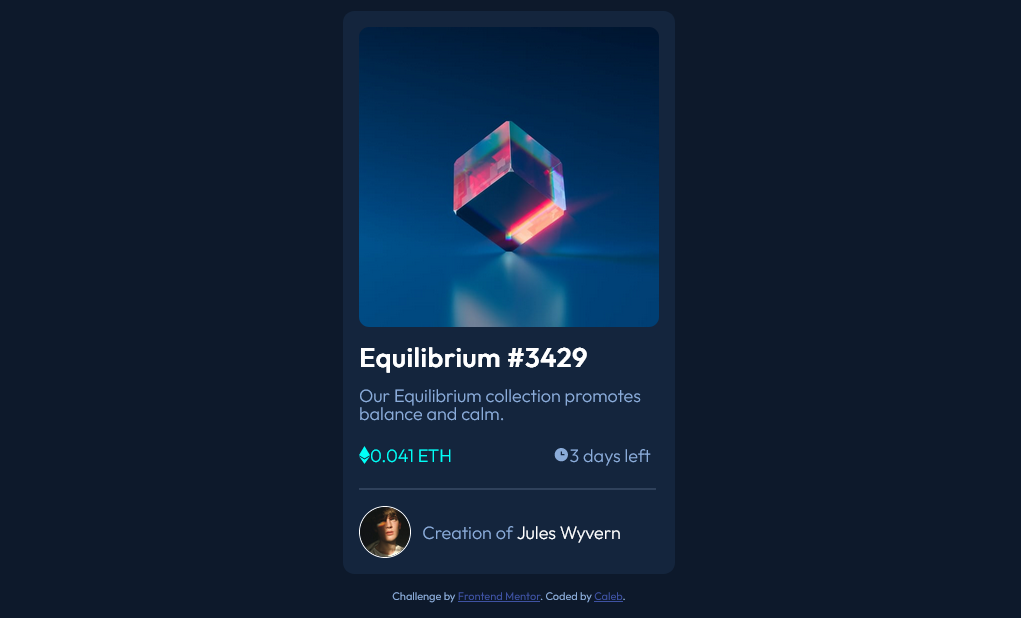 Equilibrium #3429
Our Equilibrium collection promotes
balance and calm.
0.041 ETH
3 days left
Creation of Jules Wyvern
Challenge by Frontend Mentor. Coded by Caleb.